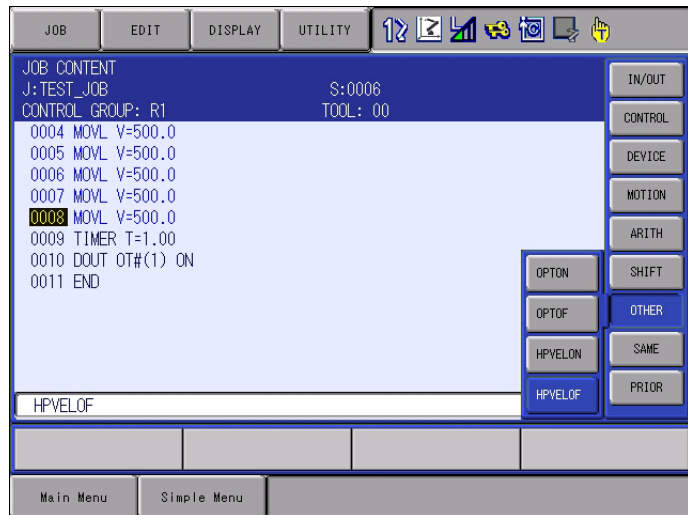 JOB EDIT DISPLAY UTILITY
JOB CONTENT
J:TEST_JOB S:0006
CONTROL GROUP: R1 TOOL: 00
0004 MOVL V=500.0
0005 MOVL V=500.0
0006 MOVL V=500.0
0007 MOVL V=500.0
0008 MOVL V=500.0
0009 TIMER T=1.00
0010 DOUT OT#(1) ON
0011 END
HPVELOF
OPTON
OPTOF
HPVELON
HPVELOF
IN/OUT
CONTROL
DEVICE
MOTION
ARITH
SHIFT
OTHER
SAME
PRIOR
Main Menu Simple Menu